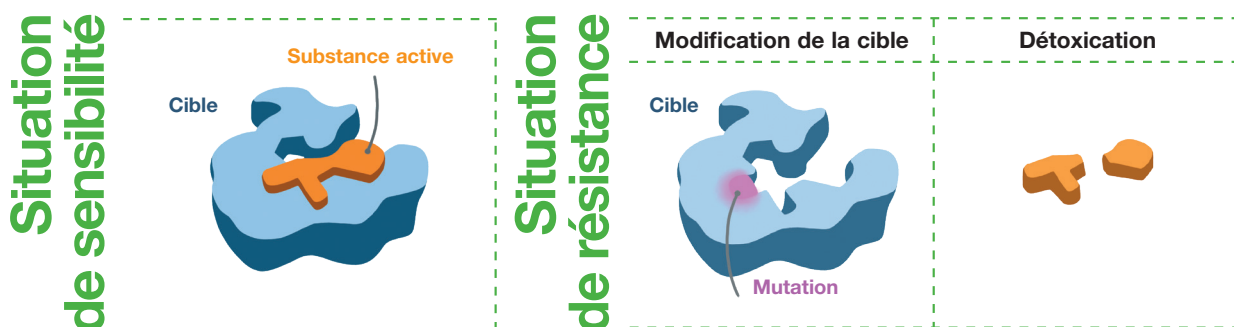 Situation
de sensibilité
Substance active
Cible
Situation
de résistance
Modification de la cible
Détoxication
Cible
Mutation